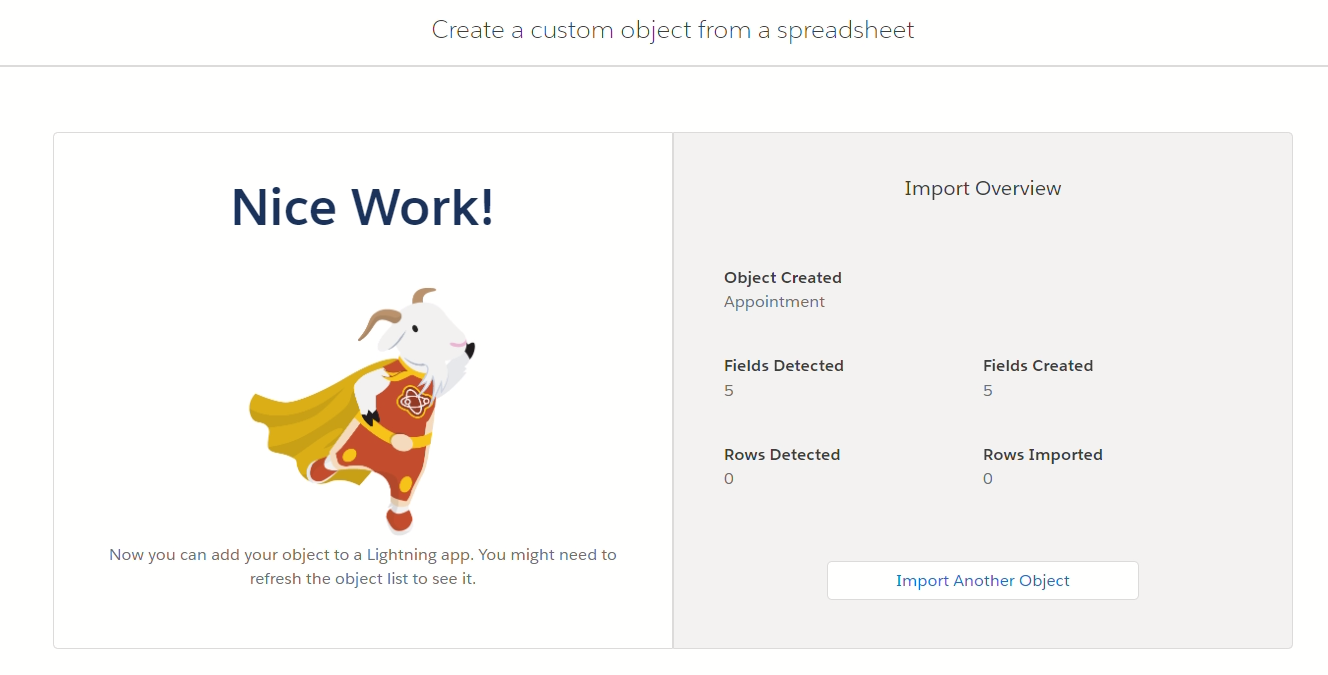 Create a custom object from a spreadsheet
Nice Work!
Now you can add your object to a Lightning app. You might need to
refresh the object list to see it.
Import Overview
Object Created
Appointment
Fields Detected
5
Fields Created
5
Rows Detected
0
Rows Imported
0
Import Another Object